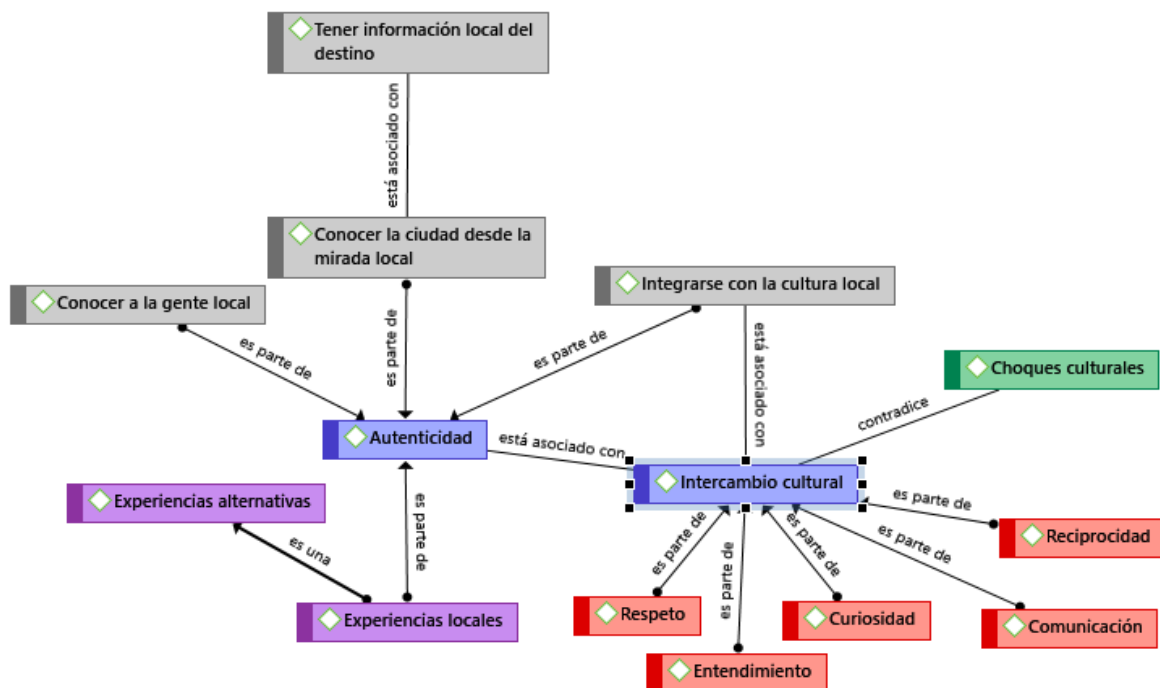 Tener información local del
destino
está asociado con
Conocer la ciudad desde la
mirada local
Conocer a la gente local
Integrarse con la cultura local
es parte de
es parte de
es parte de
está asociado con
Choques culturales
contradice
Autenticidad
está asociado con
Intercambio cultural
Experiencias alternativas
es una
es parte de
Experiencias locales
es parte de
es parte de
es parte de
es parte de
es parte de
Reciprocidad
Respeto
Curiosidad
Comunicación
Entendimiento